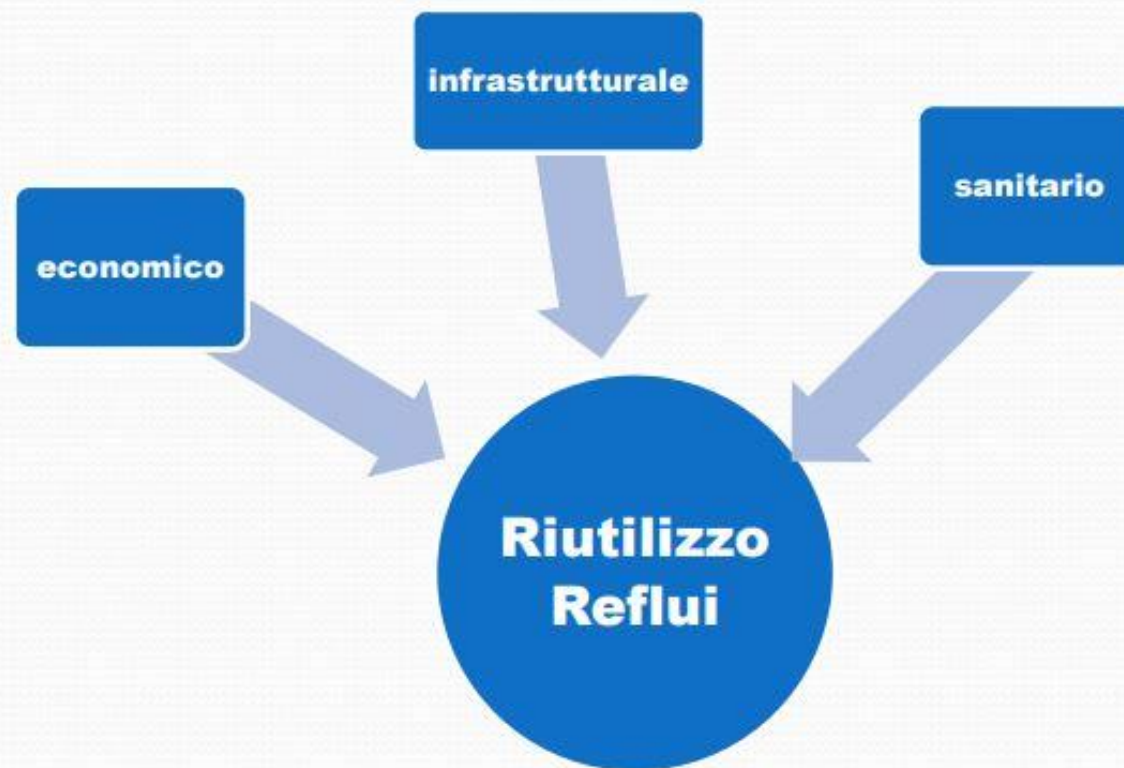 infrastrutturale
sanitario
economico
Riutilizzo
Reflui